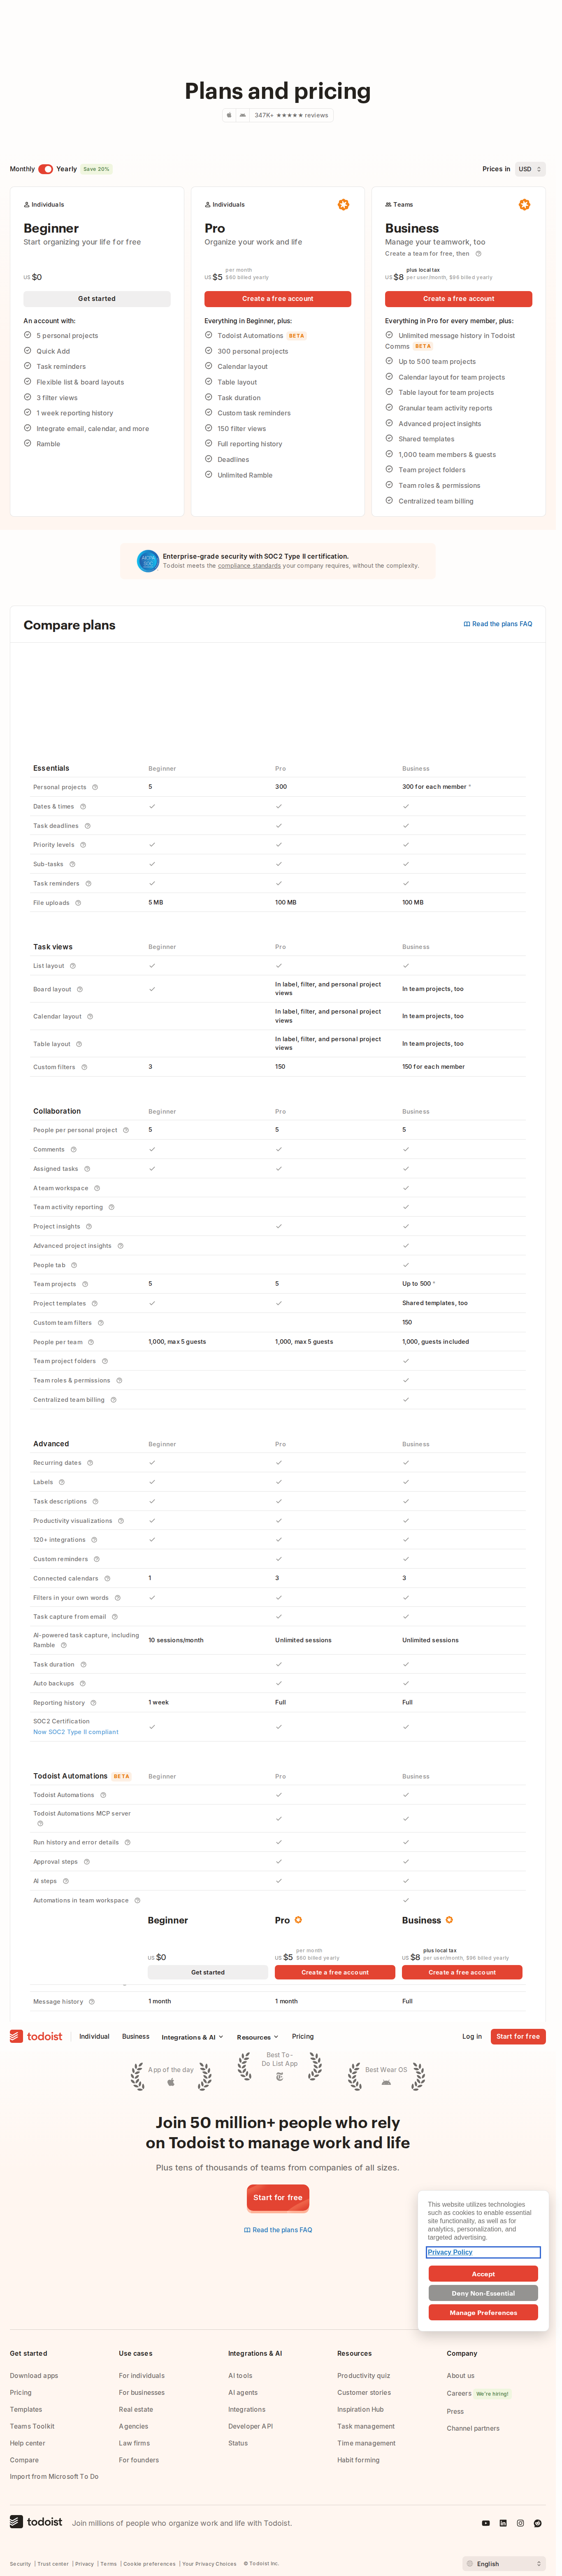 Plans and pricing
347K+ ★★★★★ reviews
Monthly Yearly Save 20%
Prices in USD
Individuals
Beginner
Start organizing your life for free
US $0
Get started
An account with:
5 personal projects
Quick Add
Task reminders
Flexible list & board layouts
3 filter views
1 week reporting history
Integrate email, calendar, and more
Ramble
Individuals
Pro
Organize your work and life
US $5 per month
$60 billed yearly
Create a free account
Everything in Beginner, plus:
Todoist Automations BETA
300 personal projects
Calendar layout
Table layout
Task duration
Custom task reminders
150 filter views
Full reporting history
Deadlines
Unlimited Ramble
Teams
Business
Manage your teamwork, too
Create a team for free, then
US $8 plus local tax
per user/month, $96 billed yearly
Create a free account
Everything in Pro for every member, plus:
Unlimited message history in Todoist
Comms BETA
Up to 500 team projects
Calendar layout for team projects
Table layout for team projects
Granular team activity reports
Advanced project insights
Shared templates
1,000 team members & guests
Team project folders
Team roles & permissions
Centralized team billing
Enterprise-grade security with SOC2 Type II certification.
Todoist meets the compliance standards your company requires, without the complexity.
Compare plans
Read the plans FAQ
Essentials Beginner Pro Business
Personal projects 5 300 300 for each member *
Dates & times
Task deadlines
Priority levels
Sub-tasks
Task reminders
File uploads 5 MB 100 MB 100 MB
Task views Beginner Pro Business
List layout
Board layout In label, filter, and personal project views In team projects, too
Calendar layout In label, filter, and personal project views In team projects, too
Table layout In label, filter, and personal project views In team projects, too
Custom filters 3 150 150 for each member
Collaboration Beginner Pro Business
People per personal project 5 5 5
Comments
Assigned tasks
A team workspace
Team activity reporting
Project insights
Advanced project insights
People tab
Team projects 5 5 Up to 500 *
Project templates Shared templates, too
Custom team filters 150
People per team 1,000, max 5 guests 1,000, max 5 guests 1,000, guests included
Team project folders
Team roles & permissions
Centralized team billing
Advanced Beginner Pro Business
Recurring dates
Labels
Task descriptions
Productivity visualizations
120+ integrations
Custom reminders
Connected calendars 1 3 3
Filters in your own words
Task capture from email
AI-powered task capture, including Ramble 10 sessions/month Unlimited sessions Unlimited sessions
Task duration
Auto backups
Reporting history 1 week Full Full
SOC2 Certification
Now SOC2 Type II compliant
Todoist Automations BETA Beginner Pro Business
Todoist Automations
Todoist Automations MCP server
Run history and error details
Approval steps
AI steps
Automations in team workspace
Beginner Pro Business
US $0
US $5 per month
$60 billed yearly
US $8 plus local tax
per user/month, $96 billed yearly
Get started Create a free account Create a free account
Message history 1 month 1 month Full
todoist Individual Business Integrations & AI Resources Pricing Log in Start for free
App of the day
Best To-
Do List App
Best Wear OS
Join 50 million+ people who rely
on Todoist to manage work and life
Plus tens of thousands of teams from companies of all sizes.
Start for free
Read the plans FAQ
This website utilizes technologies
such as cookies to enable essential
site functionality, as well as for
analytics, personalization, and
targeted advertising.
Privacy Policy
Accept
Deny Non-Essential
Manage Preferences
Get started
Download apps
Pricing
Templates
Teams Toolkit
Help center
Compare
Import from Microsoft To Do
Use cases
For individuals
For businesses
Real estate
Agencies
Law firms
For founders
Integrations & AI
AI tools
AI agents
Integrations
Developer API
Status
Resources
Productivity quiz
Customer stories
Inspiration Hub
Task management
Time management
Habit forming
Company
About us
Careers We're hiring!
Press
Channel partners
todoist Join millions of people who organize work and life with Todoist.
Security | Trust center | Privacy | Terms | Cookie preferences | Your Privacy Choices © Todoist Inc.
English